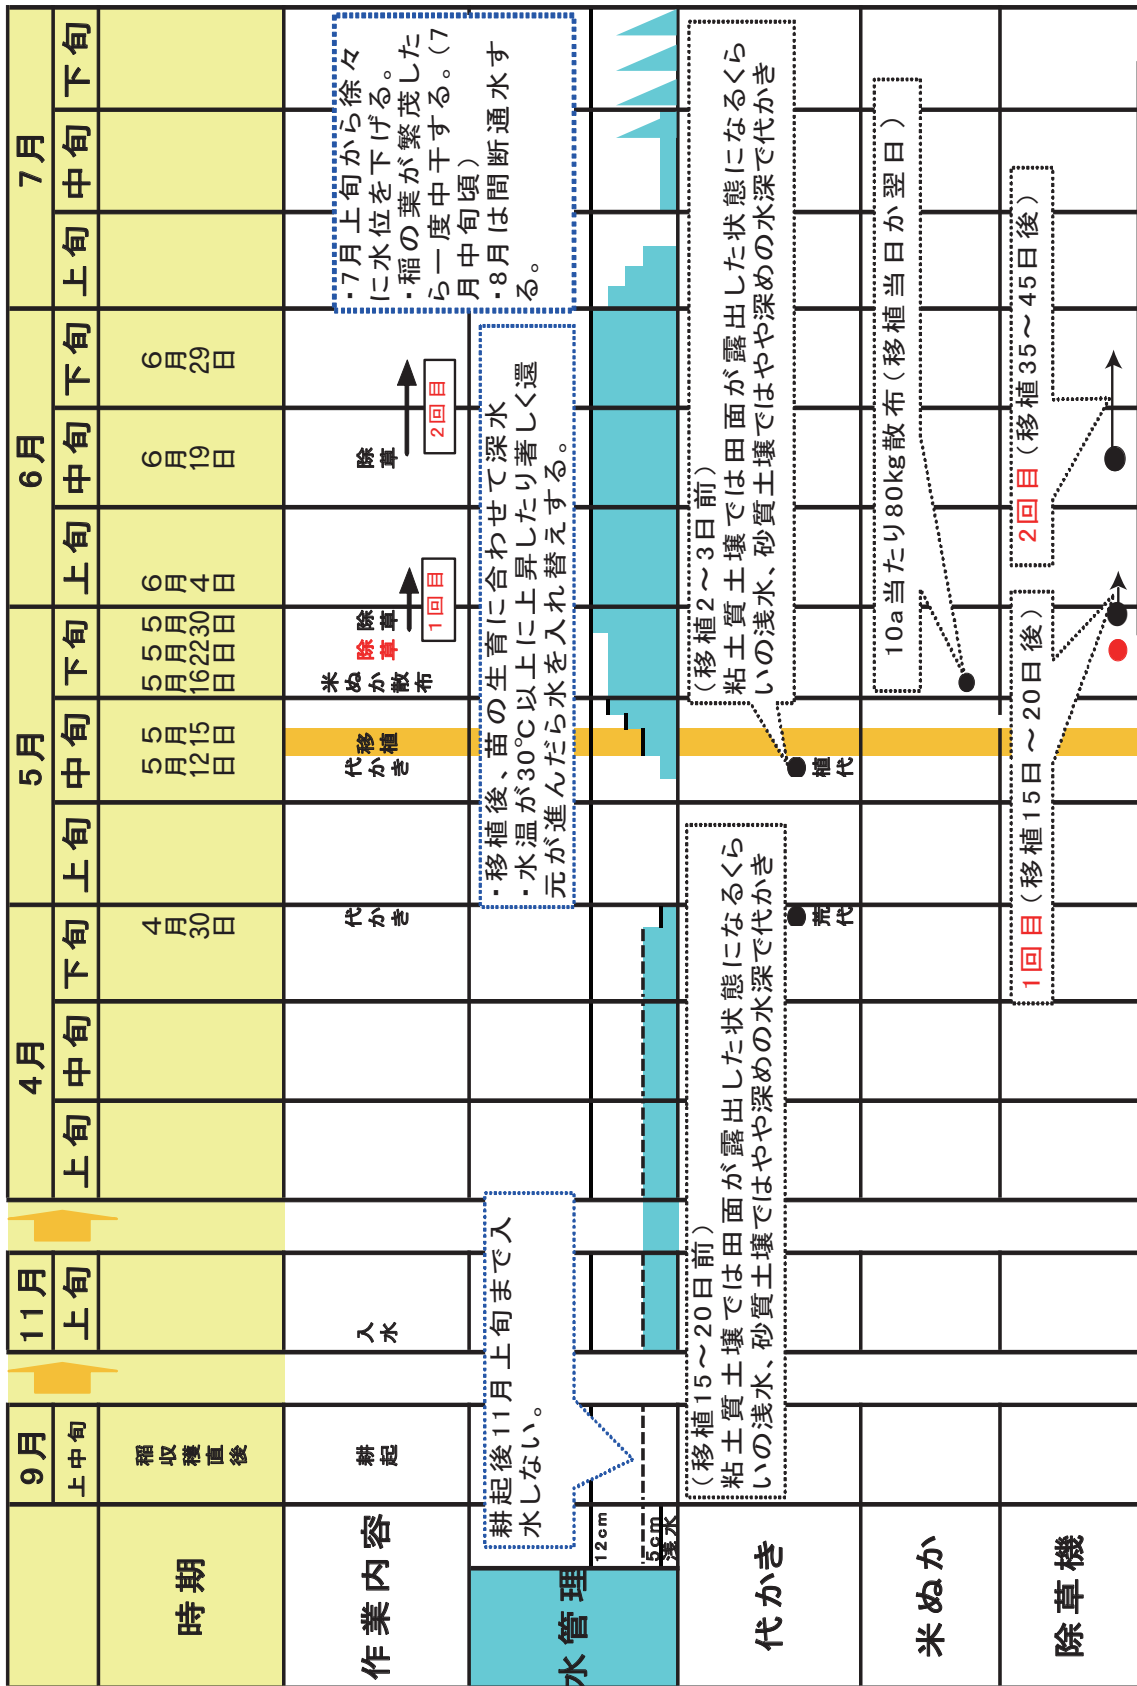 9月
11月
4月
5月
6月
7月
上中旬
上旬
上旬
中旬
下旬
上旬
中旬
下旬
上旬
中旬
下旬
上旬
中旬
下旬
時期
稲収穫直後
4月30日
5月12日
5月15日
5月16日
5月22日
5月30日
6月4日
6月19日
6月29日
作業内容
耕起
入水
代かき
代かき
移植
米ぬか散布
除草
除草
1回目
除草
2回目
水管理
12cm
5cm
浅水
耕起後11月上旬まで入
水しない。
・移植後、苗の生育に合わせて深水
・水温が30℃以上に上昇したり著しく還
元が進んだら水を入れ替えする。
・7月上旬から徐々
に水位を下げる。
・稲の葉が繁茂した
ら一度中干する。(7
月中旬頃)
・8月は間断通水す
る。
代かき
(移植15～20日前)
粘土質土壌では田面が露出した状態になるくら
いの浅水、砂質土壌ではやや深めの水深で代かき
荒代
(移植2～3日前)
粘土質土壌では田面が露出した状態になるくら
いの浅水、砂質土壌ではやや深めの水深で代かき
植代
米ぬか
10a当たり80kg散布(移植当日か翌日)
除草機
1回目(移植15日～20日後)
2回目(移植35～45日後)